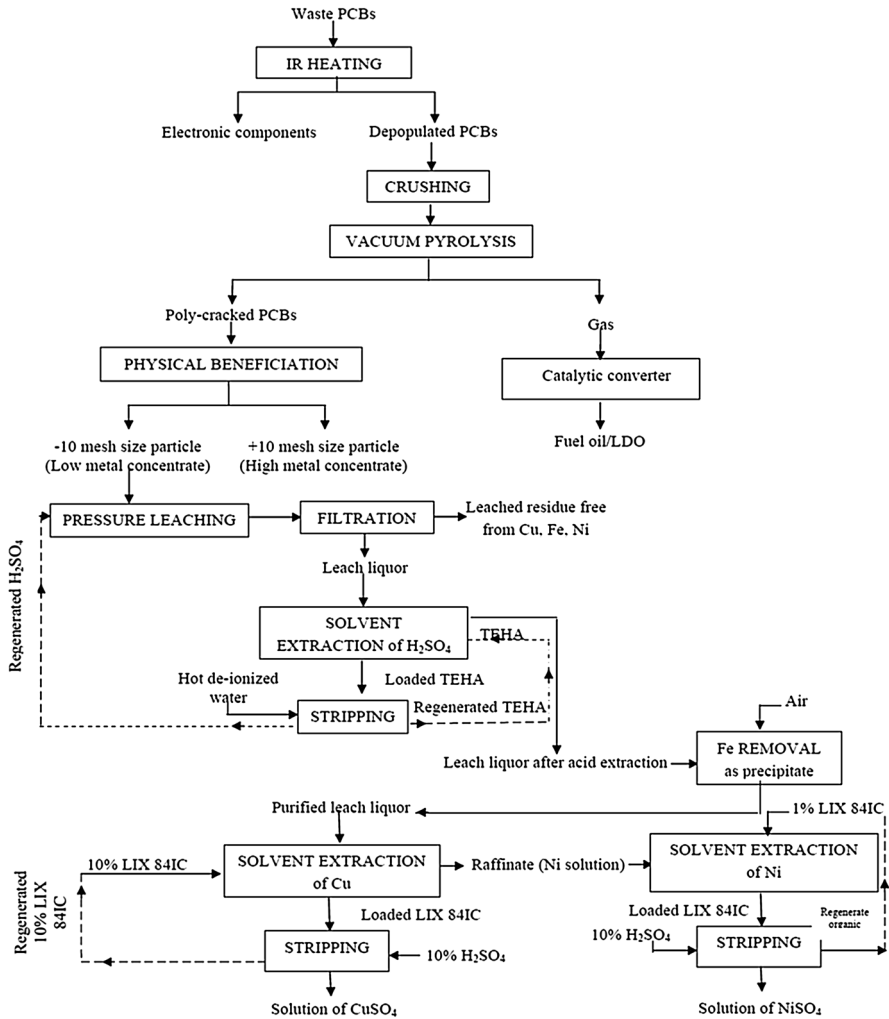 Waste PCBs
IR HEATING
Electronic components
Depopulated PCBs
CRUSHING
VACUUM PYROLYSIS
Poly-cracked PCBs
Gas
PHYSICAL BENEFICIATION
Catalytic converter
Fuel oil/LDO
-10 mesh size particle
(Low metal concentrate)
+10 mesh size particle
(High metal concentrate)
PRESSURE LEACHING
FILTRATION
Leached residue free
from Cu, Fe, Ni
Regenerated H₂SO₄
Leach liquor
SOLVENT
EXTRACTION of H₂SO₄
TEHA
Loaded TEHA
Hot de-ionized
water
STRIPPING
Regenerated TEHA
Air
Leach liquor after acid extraction
Fe REMOVAL
as precipitate
Purified leach liquor
1% LIX 84IC
10% LIX 84IC
SOLVENT EXTRACTION
of Cu
Raffinate (Ni solution)
SOLVENT EXTRACTION
of Ni
Regenerated
10% LIX
84IC
Loaded LIX 84IC
Loaded LIX 84IC
Regenerate
organic
STRIPPING
10% H₂SO₄
10% H₂SO₄
STRIPPING
Solution of CuSO₄
Solution of NiSO₄